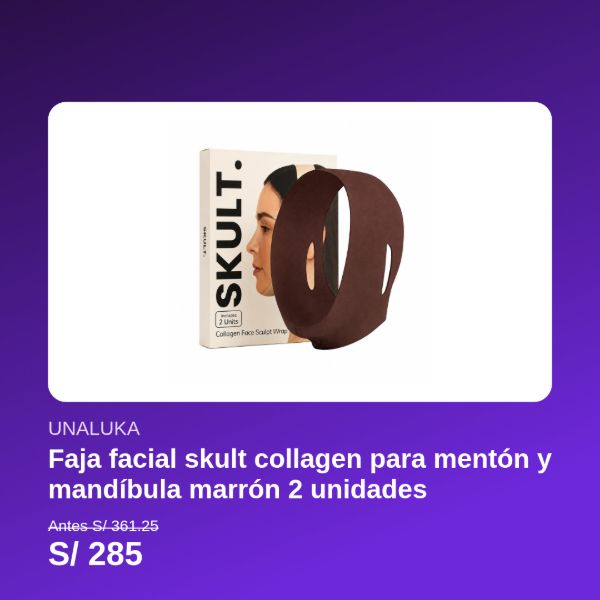 SKULT.
SKULT.
Includes
2 Units
Collagen Face Sculpt Wrap
UNALUKA
Faja facial skult collagen para mentón y
mandíbula marrón 2 unidades
Antes S/ 361.25
S/ 285